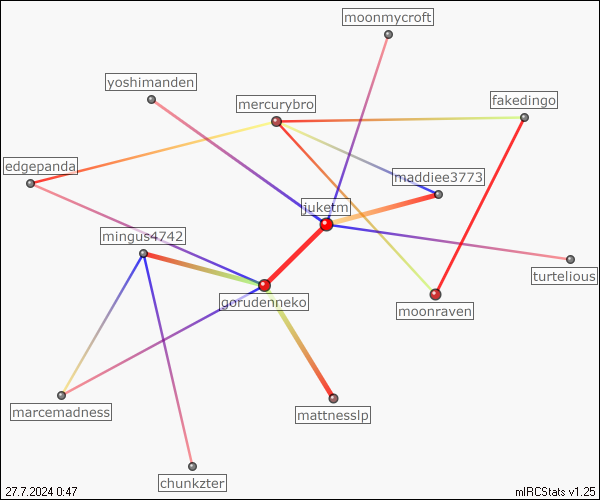 moonmycroft
yoshimanden
mercurybro
fakedingo
edgepanda
maddiee3773
juketm
mingus4742
turtelious
gorudenneko
moonraven
marcemadness
mattnesslp
chunkzter
27.7.2024 0:47
mIRCStats v1.25